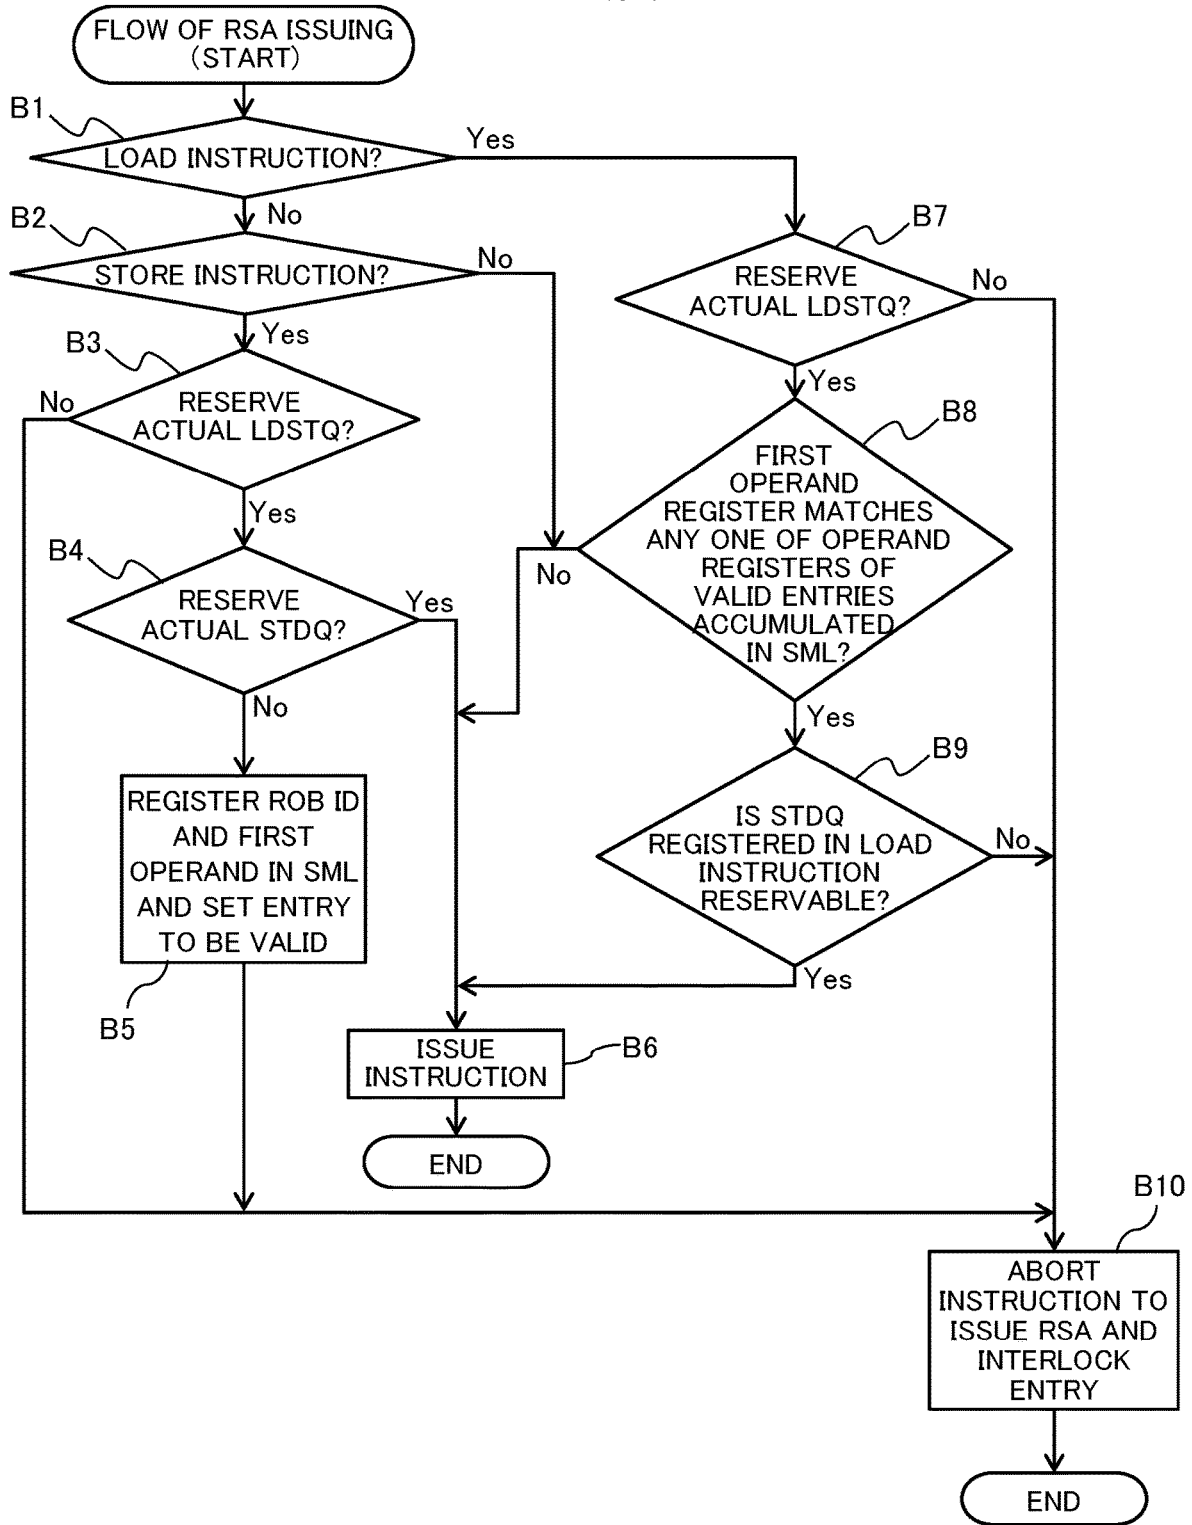 FLOW OF RSA ISSUING
(START)
B1
LOAD INSTRUCTION?
Yes
No
B2
STORE INSTRUCTION?
No
Yes
B7
RESERVE
ACTUAL LDSTQ?
No
Yes
B3
RESERVE
ACTUAL LDSTQ?
No
Yes
B8
FIRST
OPERAND
REGISTER MATCHES
ANY ONE OF OPERAND
REGISTERS OF
VALID ENTRIES
ACCUMULATED
IN SML?
No
Yes
B4
RESERVE
ACTUAL STDQ?
Yes
No
B9
IS STDQ
REGISTERED IN LOAD
INSTRUCTION
RESERVABLE?
No
Yes
REGISTER ROB ID
AND FIRST
OPERAND IN SML
AND SET ENTRY
TO BE VALID
B5
ISSUE
INSTRUCTION
B6
END
B10
ABORT
INSTRUCTION TO
ISSUE RSA AND
INTERLOCK
ENTRY
END